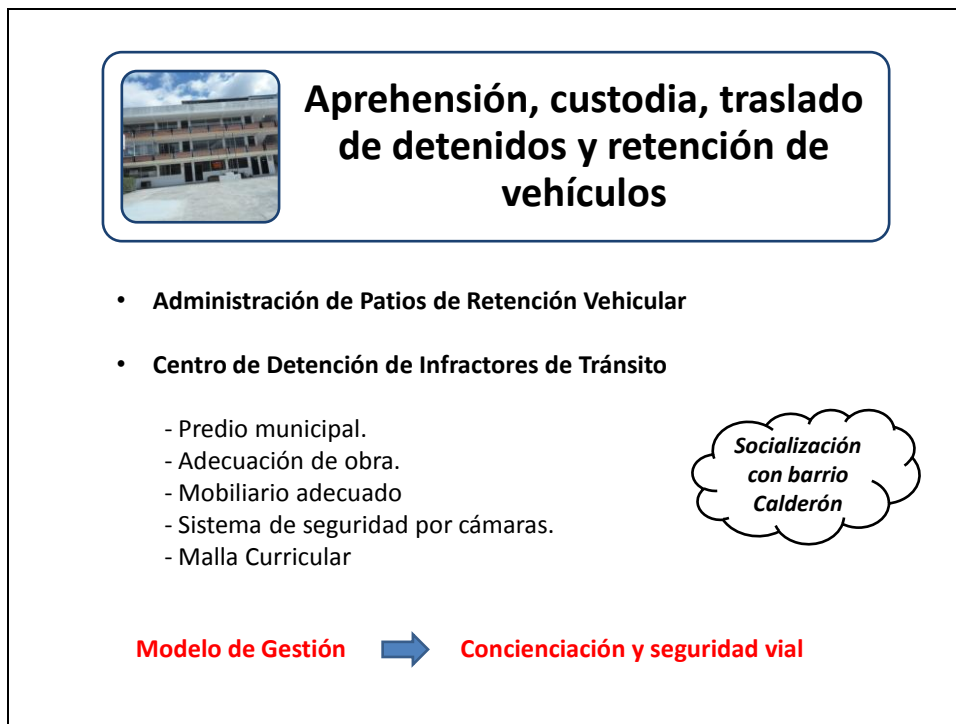 Aprehensión, custodia, traslado
de detenidos y retención de
vehículos
• Administración de Patios de Retención Vehicular
• Centro de Detención de Infractores de Tránsito
- Predio municipal.
- Adecuación de obra.
- Mobiliario adecuado
- Sistema de seguridad por cámaras.
- Malla Curricular
Socialización
con barrio
Calderón
Modelo de Gestión Concienciación y seguridad vial